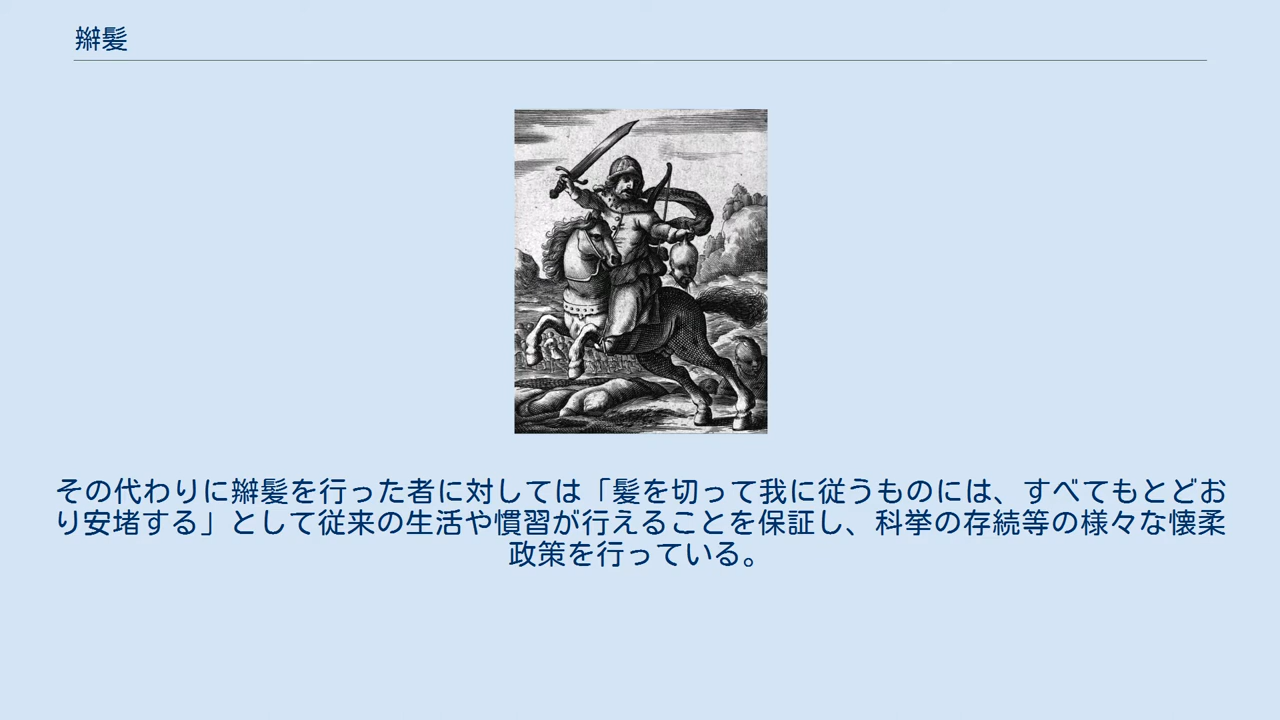 辮髪
その代わりに辮髪を行った者に対しては「髪を切って我に従うものには、すべてもとどお
り安堵する」として従来の生活や慣習が行えることを保証し、科挙の存続等の様々な懐柔
政策を行っている。